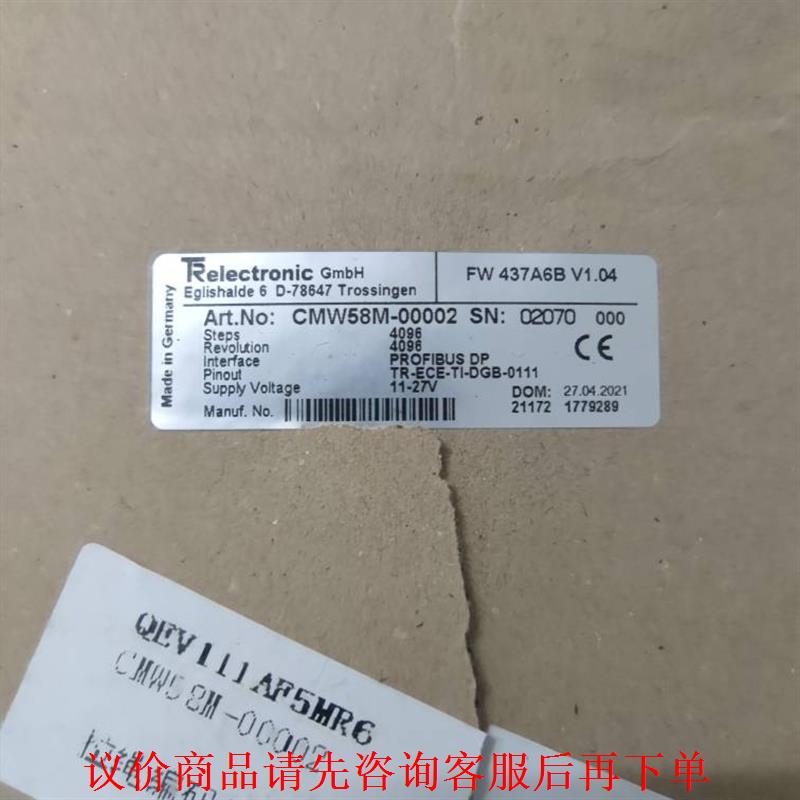 TRelectronic GmbH
Eglishalde 6 D-78647 Trossingen
FW 437A6B V1.04
Made in Germany
Art.No: CMW58M-00002 SN: 02070 000
Steps 4096
Revolution 4096
Interface PROFIBUS DP
Pinout TR-ECE-TI-DGB-0111
Supply Voltage 11-27V
CE
DOM: 27.04.2021
Manuf. No. 21172 1779289
QEV111AF5MR6
CMW58M-00002
议价商品请先咨询客服后再下单